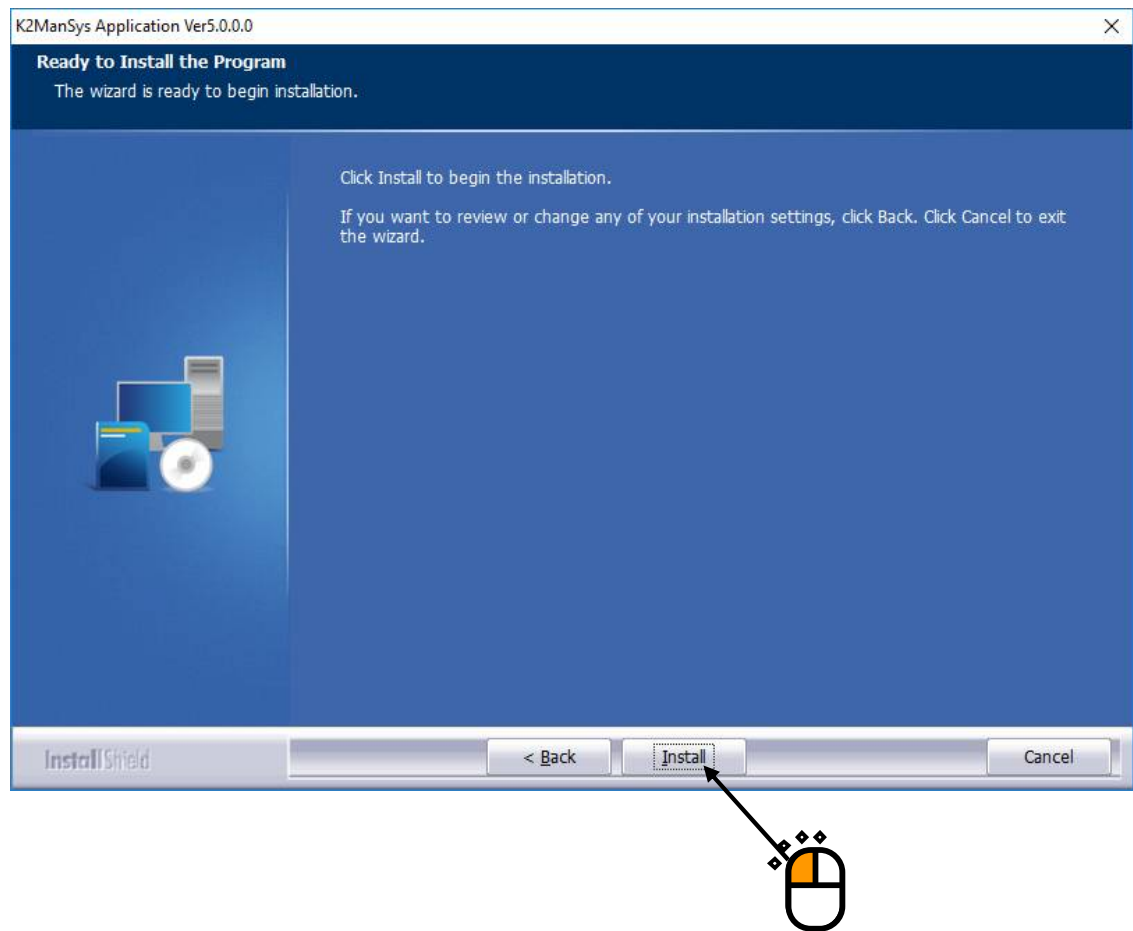 K2ManSys Application Ver5.0.0.0
Ready to Install the Program
The wizard is ready to begin installation.
Click Install to begin the installation.
If you want to review or change any of your installation settings, click Back. Click Cancel to exit
the wizard.
InstallShield
< Back
Install
Cancel